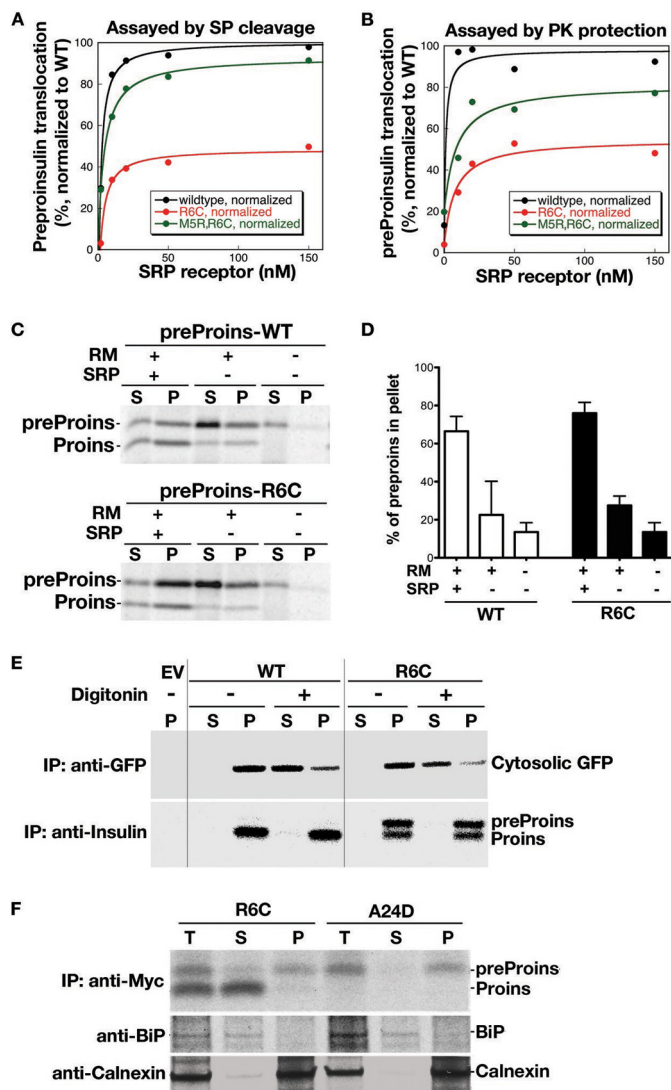 A
Assayed by SP cleavage
Preproinsulin translocation
(%, normalized to WT)
100
80
60
40
20
0
0 50 100 150
SRP receptor (nM)
wildtype, normalized
R6C, normalized
M5R,R6C, normalized
B
Assayed by PK protection
preProinsulin translocation
(%, normalized to WT)
100
80
60
40
20
0
0 50 100 150
SRP receptor (nM)
wildtype, normalized
R6C, normalized
M5R,R6C, normalized
C
preProins-WT
RM + + -
SRP + - -
S P S P S P
preProins-
Proins-
preProins-R6C
RM + + -
SRP + - -
S P S P S P
preProins-
Proins-
D
% of preproins in pellet
100
80
60
40
20
0
RM + + - + + -
SRP + - - + - -
WT R6C
E
EV WT R6C
Digitonin - - + - +
P S P S P S P S P
IP: anti-GFP Cytosolic GFP
IP: anti-Insulin preProins
Proins
F
R6C A24D
T S P T S P
IP: anti-Myc -preProins
-Proins
anti-BiP -BiP
anti-Calnexin -Calnexin